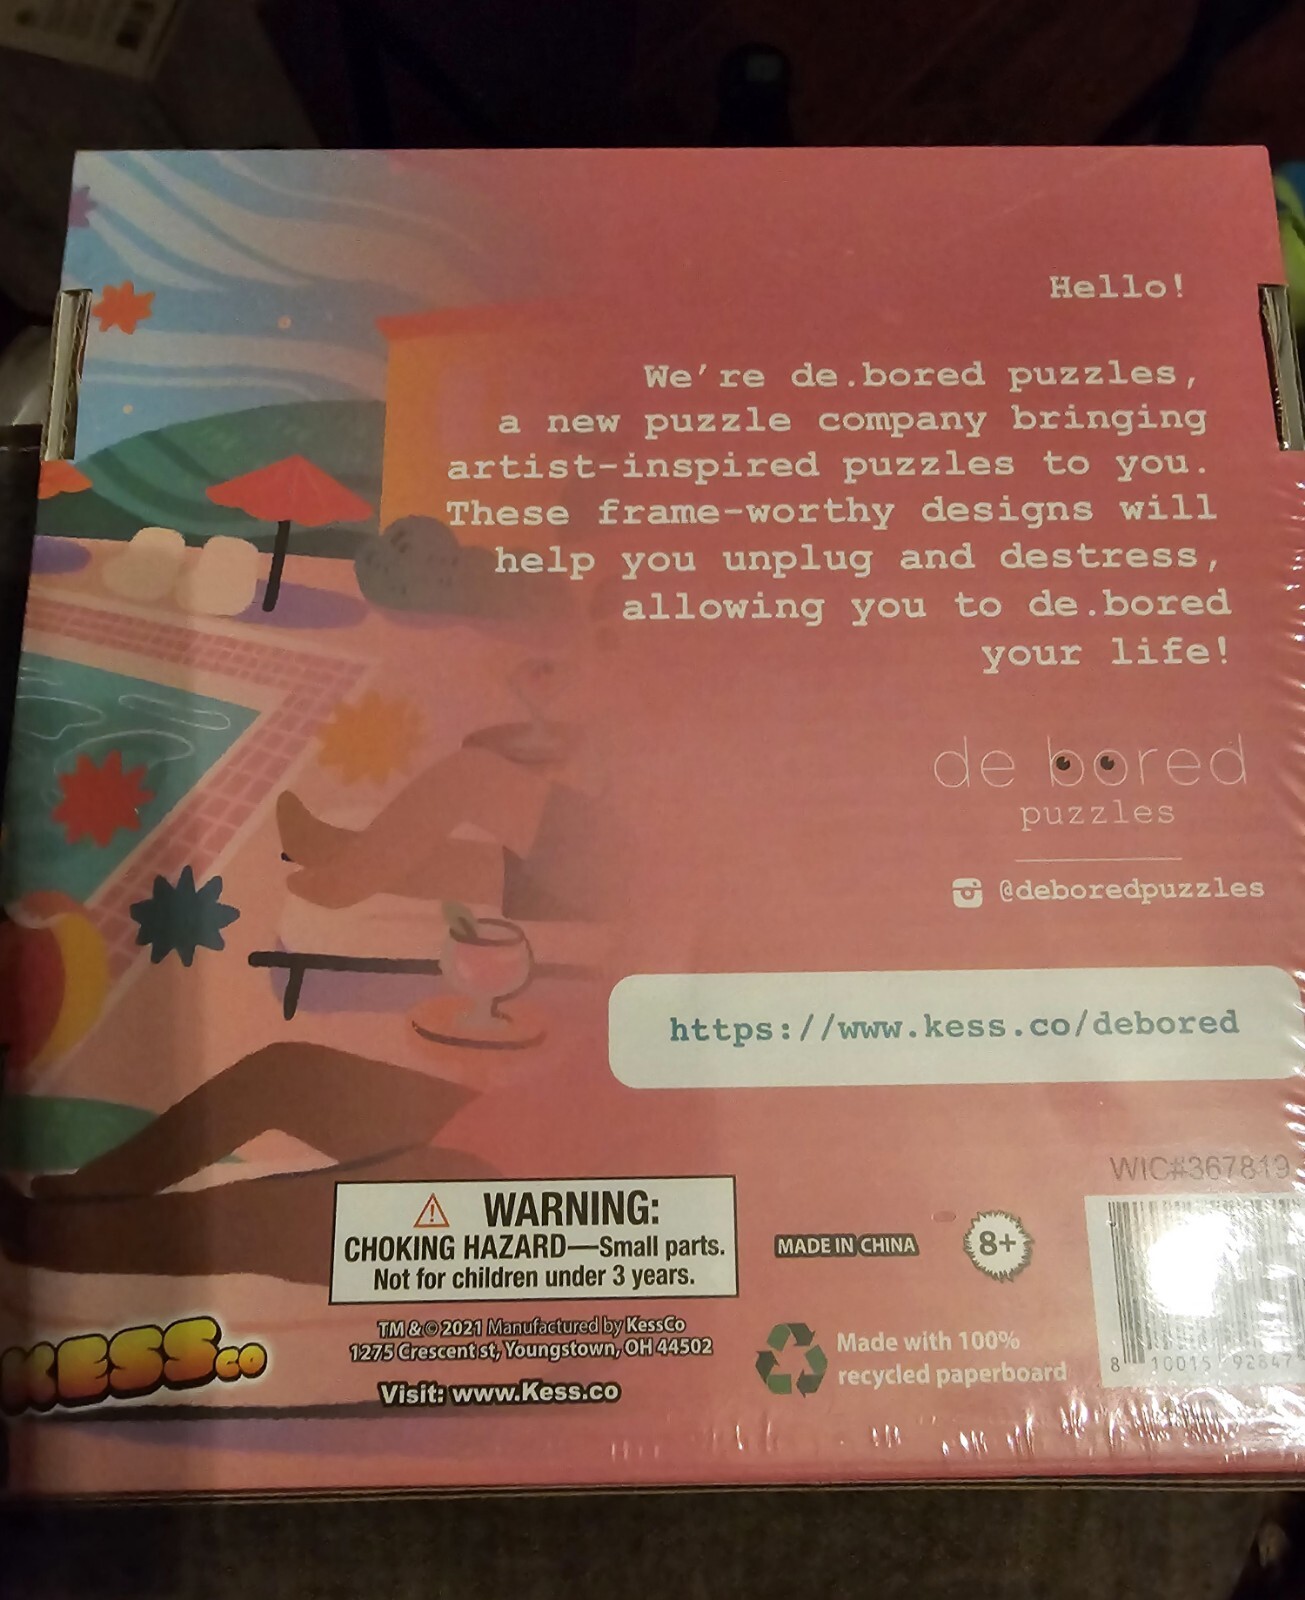 Hello!
We're de.bored puzzles,
a new puzzle company bringing
artist-inspired puzzles to you.
These frame-worthy designs will
help you unplug and destress,
allowing you to de.bored
your life!
de bored
puzzles
@deboredpuzzles
https://www.kess.co/debored
WIC#367819
WARNING:
CHOKING HAZARD—Small parts.
Not for children under 3 years.
MADE IN CHINA
8+
KESSco
TM & © 2021 Manufactured by KessCo
1275 Crescent st, Youngstown, OH 44502
Visit: www.Kess.co
Made with 100%
recycled paperboard
8 10015 92847